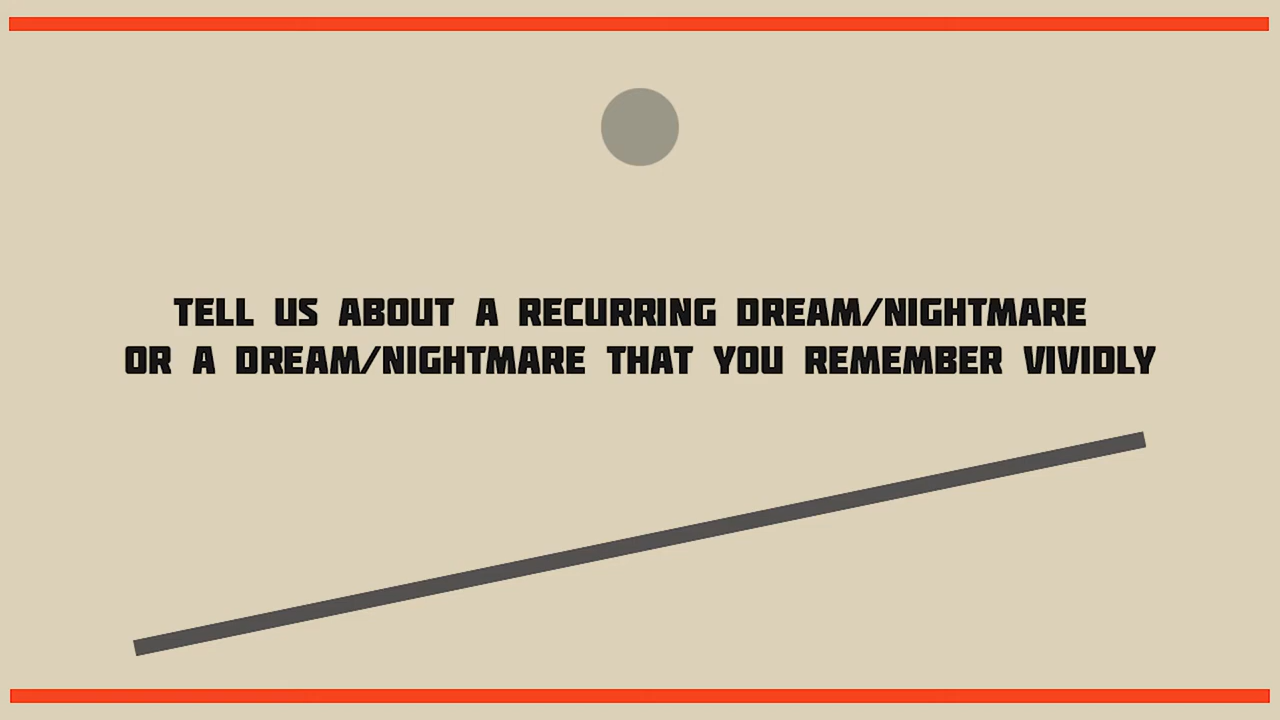 TELL US ABOUT A RECURRING DREAM/NIGHTMARE
OR A DREAM/NIGHTMARE THAT YOU REMEMBER VIVIDLY